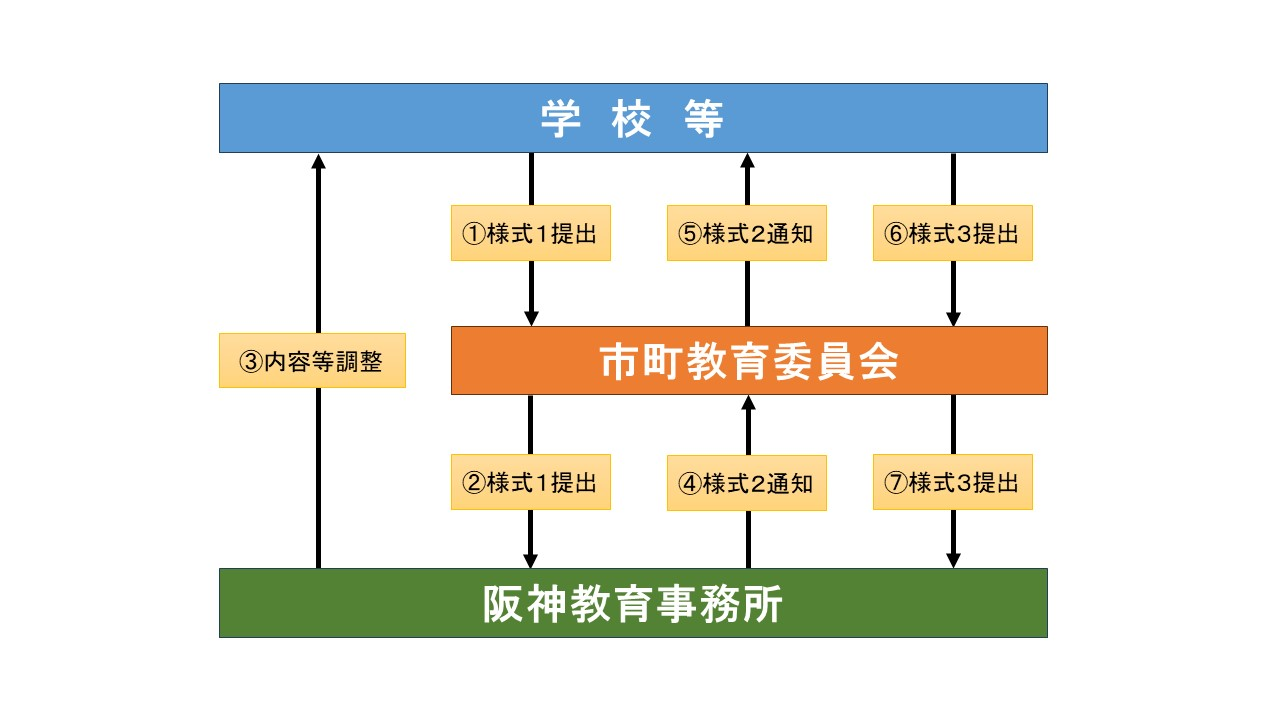 学　校　等
①様式1提出
⑤様式2通知
⑥様式3提出
③内容等調整
市町教育委員会
②様式1提出
④様式2通知
⑦様式3提出
阪神教育事務所